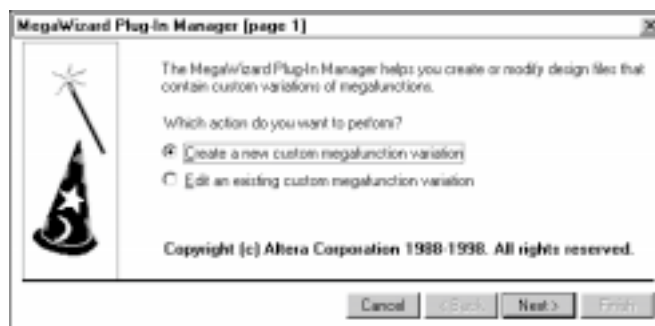 MegaWizard Plug-In Manager [page 1]
The MegaWizard Plug-In Manager helps you create or modify design files that
contain custom variations of megafunctions.
Which action do you want to perform?
Create a new custom megafunction variation
Edit an existing custom megafunction variation
Copyright (c) Altera Corporation 1988-1998. All rights reserved.
Cancel < Back Next > Finish